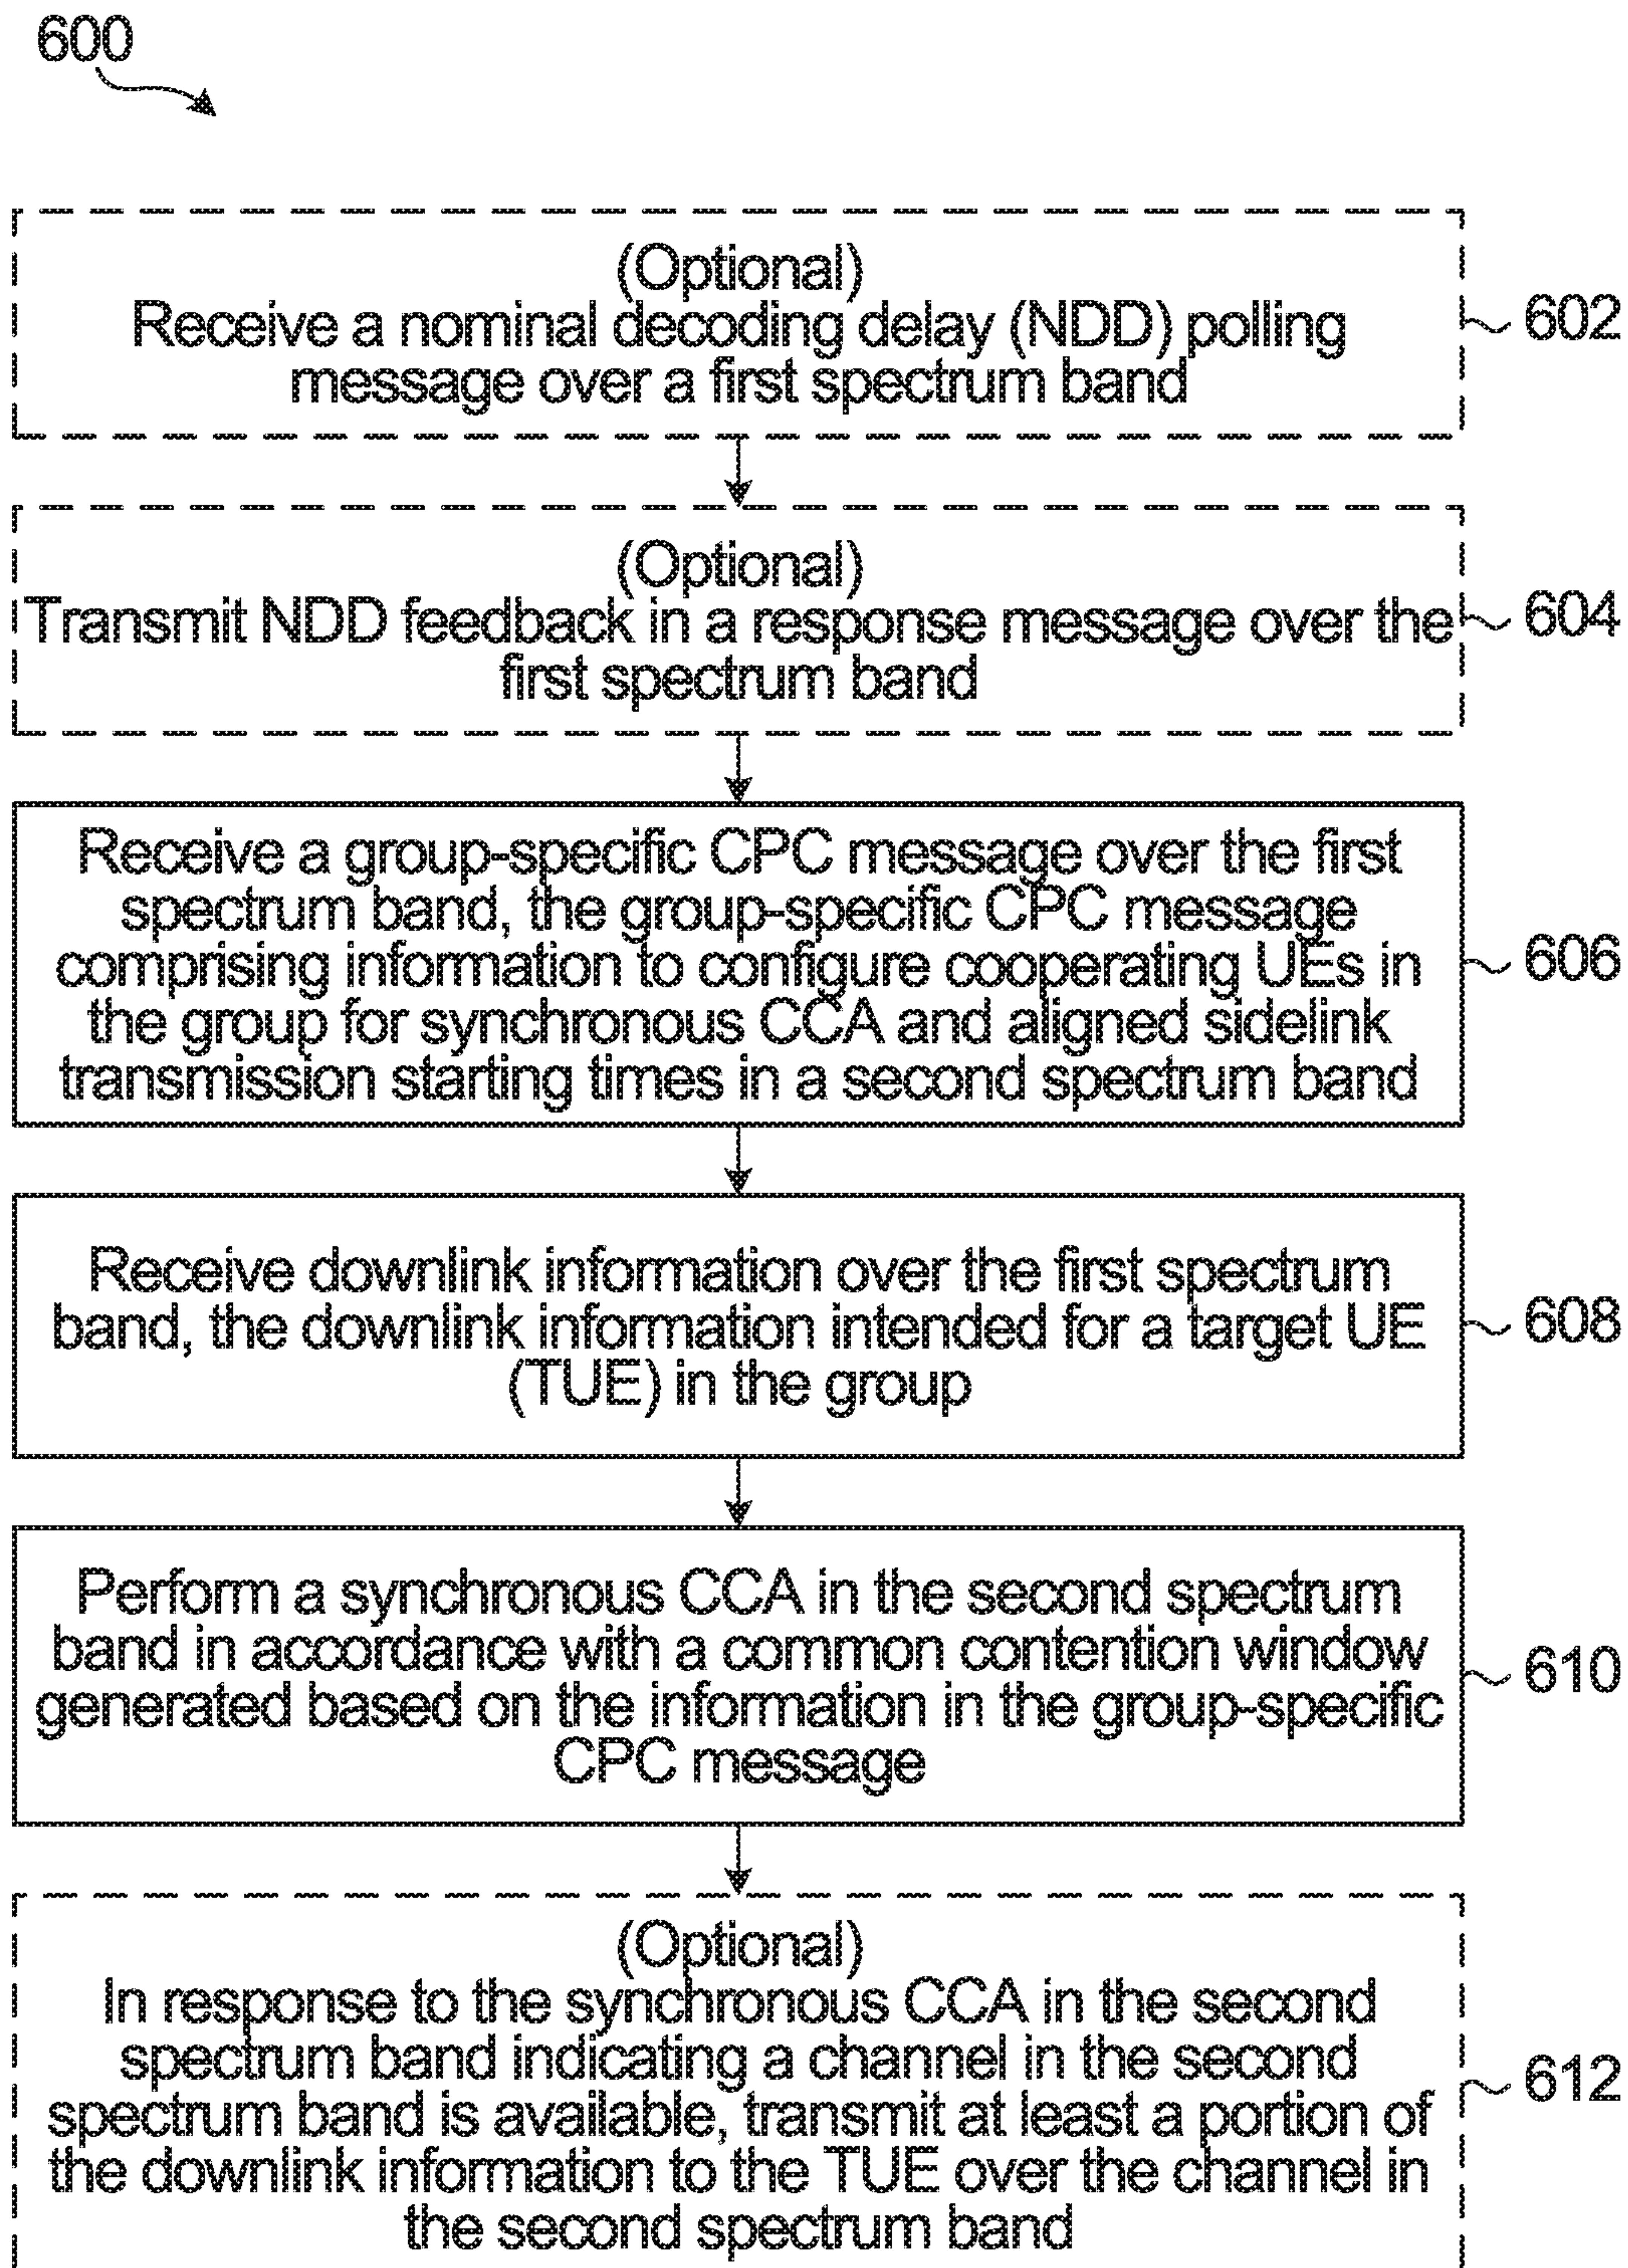 600
(Optional)
Receive a nominal decoding delay (NDD) polling
message over a first spectrum band
602
(Optional)
Transmit NDD feedback in a response message over the
first spectrum band
604
Receive a group-specific CPC message over the first
spectrum band, the group-specific CPC message
comprising information to configure cooperating UEs in
the group for synchronous CCA and aligned sidelink
transmission starting times in a second spectrum band
606
Receive downlink information over the first spectrum
band, the downlink information intended for a target UE
(TUE) in the group
608
Perform a synchronous CCA in the second spectrum
band in accordance with a common contention window
generated based on the information in the group-specific
CPC message
610
(Optional)
In response to the synchronous CCA in the second
spectrum band indicating a channel in the second
spectrum band is available, transmit at least a portion of
the downlink information to the TUE over the channel in
the second spectrum band
612